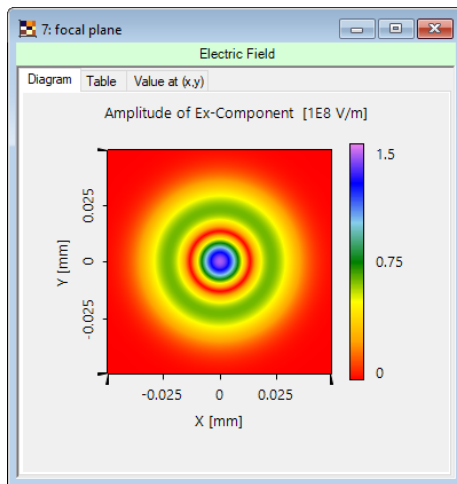 7: focal plane
Electric Field
Diagram Table Value at (x,y)
Amplitude of Ex-Component [1E8 V/m]
1.5
0.75
0
0.025
0
-0.025
Y [mm]
-0.025 0 0.025
X [mm]